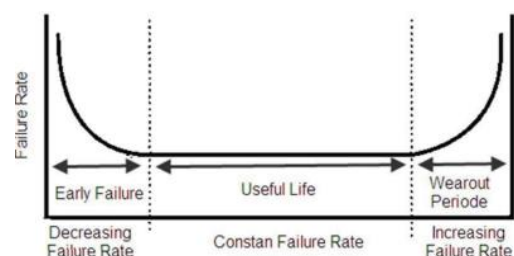 Failure Rate
Early Failure
Useful Life
Wearout
Periode
Decreasing
Failure Rate
Constan Failure Rate
Increasing
Failure Rate